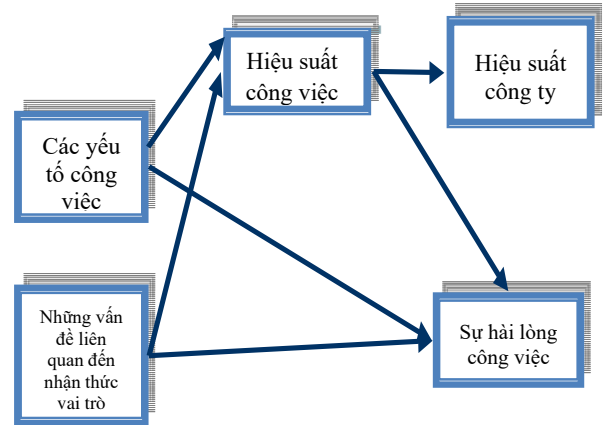 Hiệu suất
công việc
Hiệu suất
công ty
Các yếu
tố công
việc
Những vấn
đề liên
quan đến
nhận thức
vai trò
Sự hài lòng
công việc